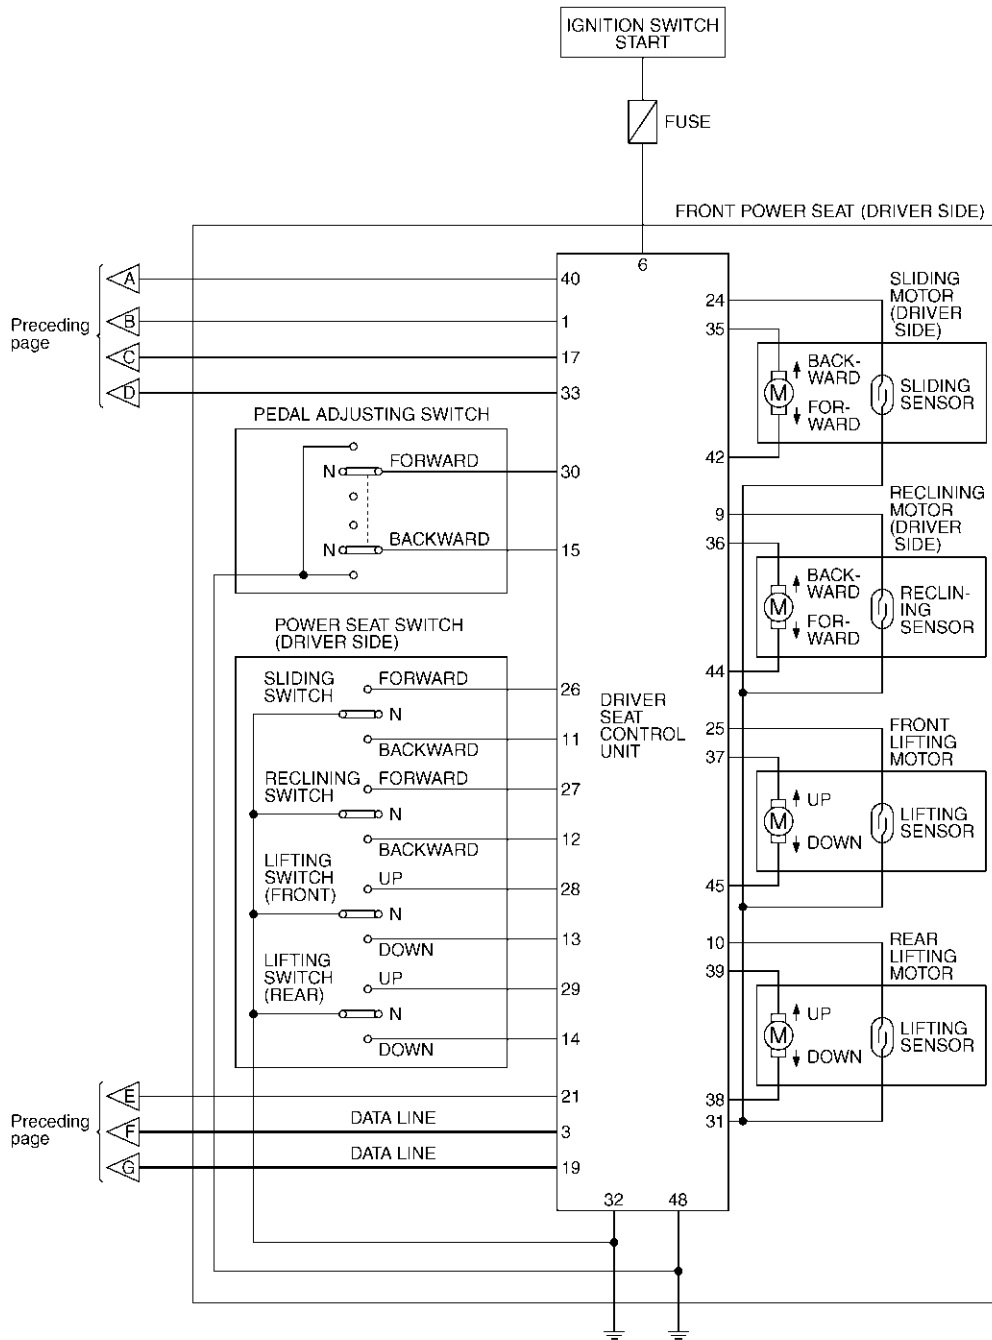 IGNITION SWITCH
START
FUSE
FRONT POWER SEAT (DRIVER SIDE)
6
Preceding
page
A
40
B
1
C
17
D
33
PEDAL ADJUSTING SWITCH
N
FORWARD
30
N
BACKWARD
15
POWER SEAT SWITCH
(DRIVER SIDE)
SLIDING
SWITCH
FORWARD
26
N
BACKWARD
11
RECLINING
SWITCH
FORWARD
27
N
BACKWARD
12
LIFTING
SWITCH
(FRONT)
UP
28
N
DOWN
13
LIFTING
SWITCH
(REAR)
UP
29
N
DOWN
14
DRIVER
SEAT
CONTROL
UNIT
Preceding
page
E
21
F
DATA LINE
3
G
DATA LINE
19
32
48
SLIDING
MOTOR
(DRIVER
SIDE)
24
35
M
BACK-
WARD
FOR-
WARD
SLIDING
SENSOR
42
RECLINING
MOTOR
(DRIVER
SIDE)
9
36
M
BACK-
WARD
FOR-
WARD
RECLIN-
ING
SENSOR
44
FRONT
LIFTING
MOTOR
25
37
M
UP
DOWN
LIFTING
SENSOR
45
REAR
LIFTING
MOTOR
10
39
M
UP
DOWN
LIFTING
SENSOR
38
31